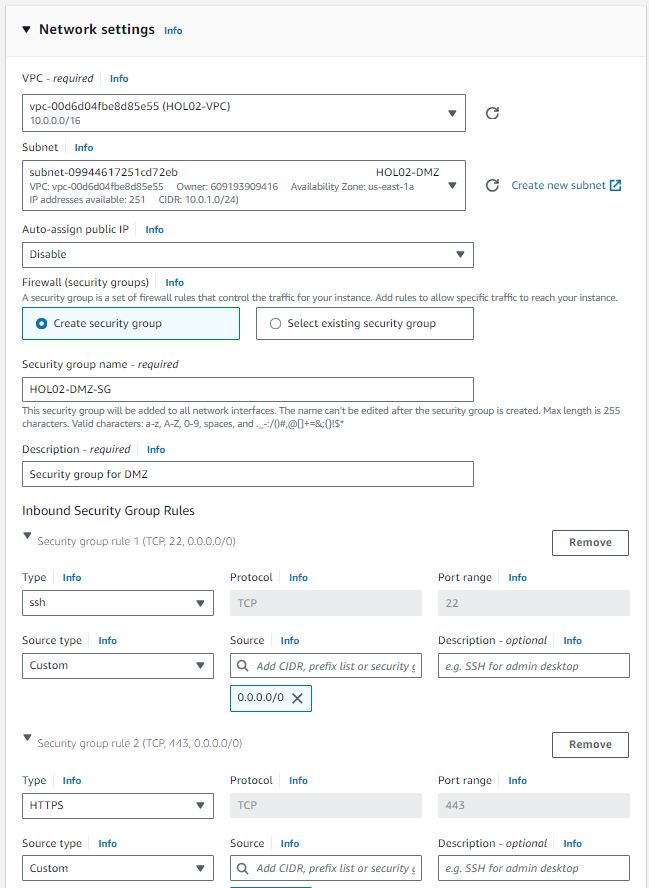 Network settings Info
VPC - required Info
vpc-00d6d04fbe8d85e55 (HOL02-VPC)
10.0.0.0/16
Subnet Info
subnet-09944617251cd72eb HOL02-DMZ
VPC: vpc-00d6d04fbe8d85e55 Owner: 609193909416 Availability Zone: us-east-1a
IP addresses available: 251 CIDR: 10.0.1.0/24)
Create new subnet
Auto-assign public IP Info
Disable
Firewall (security groups) Info
A security group is a set of firewall rules that control the traffic for your instance. Add rules to allow specific traffic to reach your instance.
Create security group Select existing security group
Security group name - required
HOL02-DMZ-SG
This security group will be added to all network interfaces. The name can't be edited after the security group is created. Max length is 255
characters. Valid characters: a-z, A-Z, 0-9, spaces, and ._-:/()#,@[]+=&;{}!$*
Description - required Info
Security group for DMZ
Inbound Security Group Rules
Security group rule 1 (TCP, 22, 0.0.0.0/0) Remove
Type Info Protocol Info Port range Info
ssh TCP 22
Source type Info Source Info Description - optional Info
Custom Add CIDR, prefix list or security g e.g. SSH for admin desktop
0.0.0.0/0
Security group rule 2 (TCP, 443, 0.0.0.0/0) Remove
Type Info Protocol Info Port range Info
HTTPS TCP 443
Source type Info Source Info Description - optional Info
Custom Add CIDR, prefix list or security g e.g. SSH for admin desktop